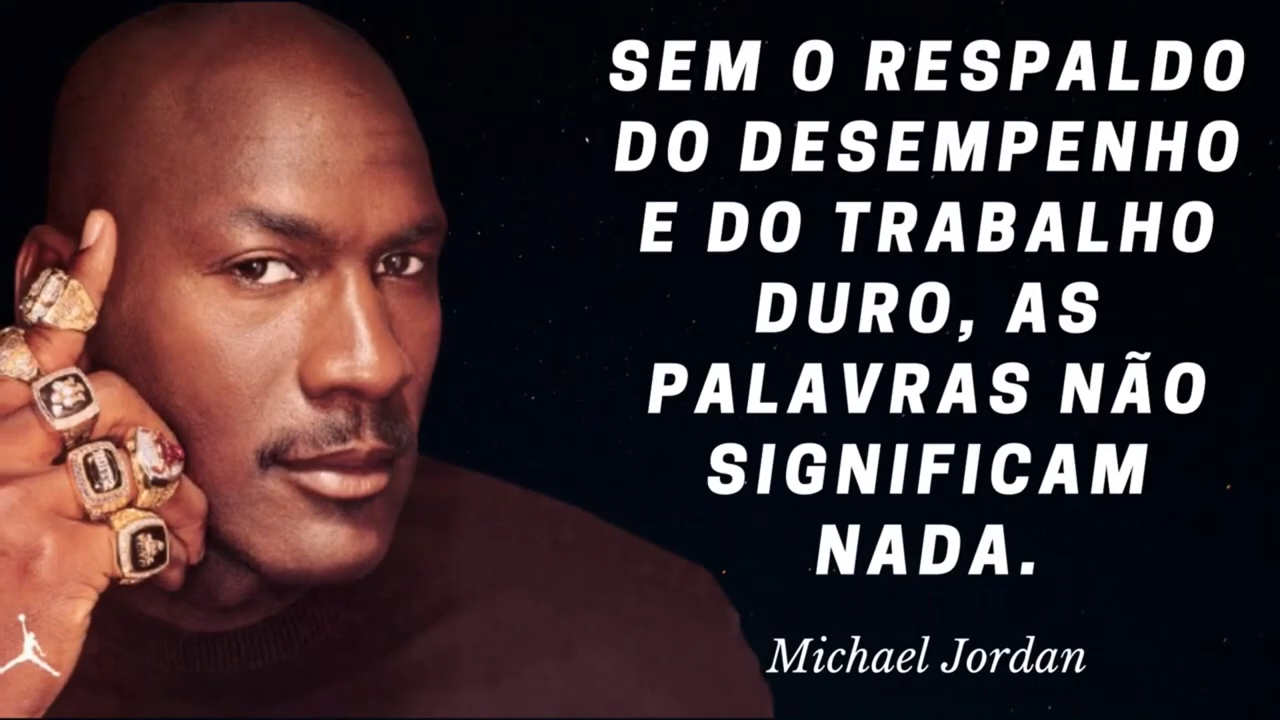 SEM O RESPALDO
DO DESEMPENHO
E DO TRABALHO
DURO, AS
PALAVRAS NÃO
SIGNIFICAM
NADA.
Michael Jordan